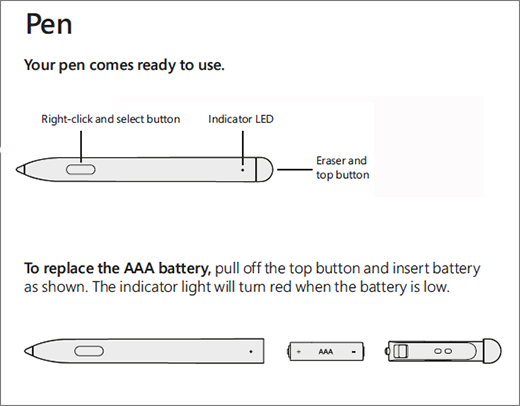 Pen
Your pen comes ready to use.
Right-click and select button
Indicator LED
Eraser and
top button
To replace the AAA battery, pull off the top button and insert battery
as shown. The indicator light will turn red when the battery is low.
+ AAA -